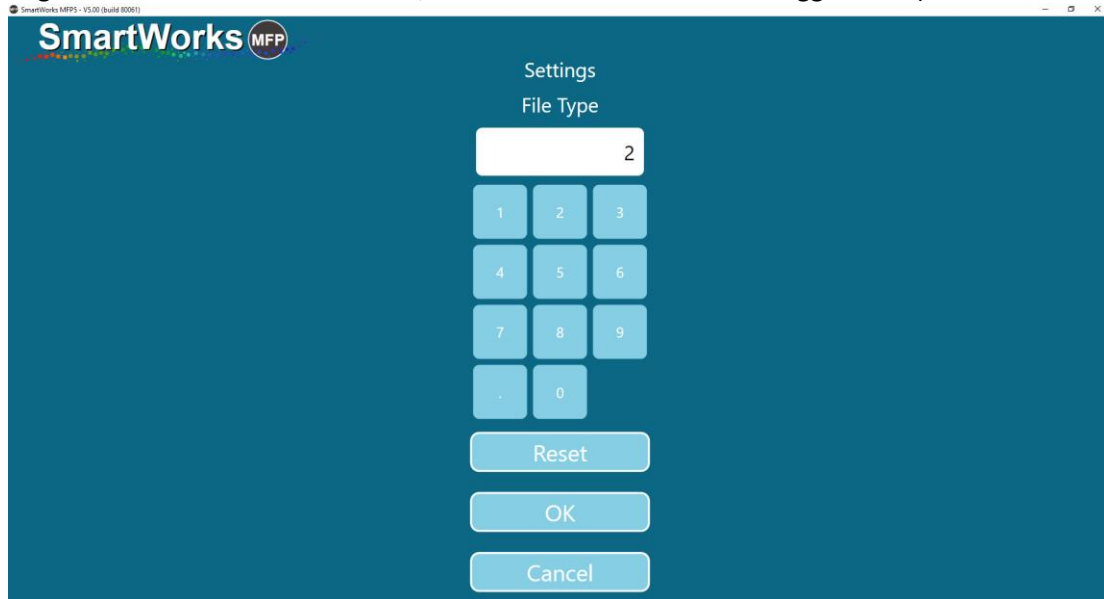 SmartWorks MFP5 - V5.00 (build 80061)
SmartWorks MFP
Settings
File Type
2
1 2 3
4 5 6
7 8 9
. 0
Reset
OK
Cancel